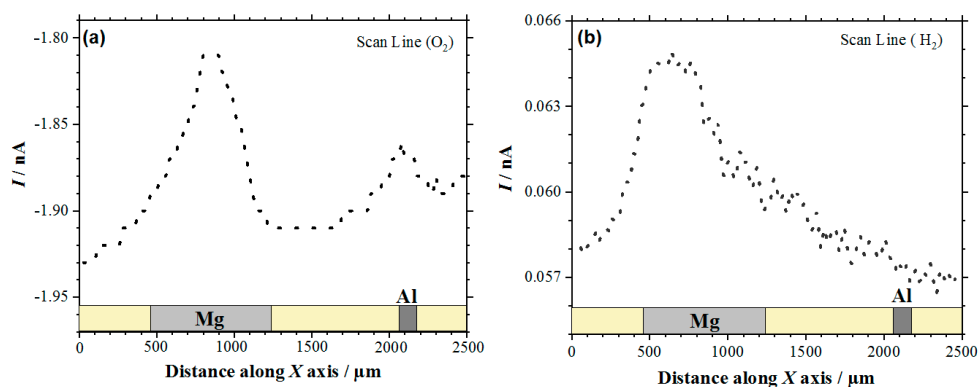 (a)
Scan Line (O₂)
-1.80
-1.85
-1.90
-1.95
I / nA
Mg
Al
0 500 1000 1500 2000 2500
Distance along X axis / μm
(b)
Scan Line ( H₂)
0.066
0.063
0.060
0.057
I / nA
Mg
Al
0 500 1000 1500 2000 2500
Distance along X axis / μm